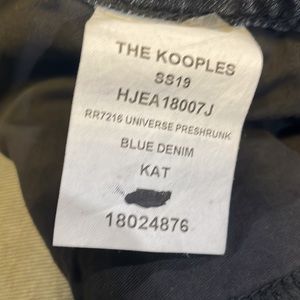 THE KOOPLES
SS19
HJEA18007J
RR7216 UNIVERSE PRESHRUNK
BLUE DENIM
KAT
18024876